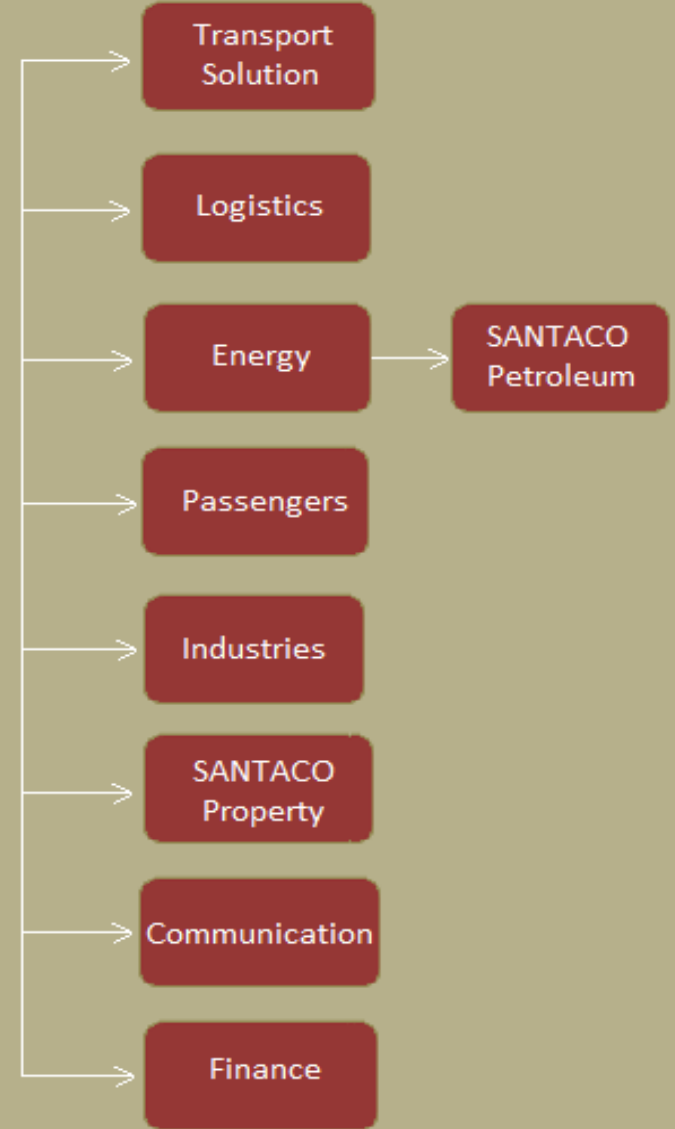 Transport
Solution
Logistics
Energy
SANTACO
Petroleum
Passengers
Industries
SANTACO
Property
Communication
Finance